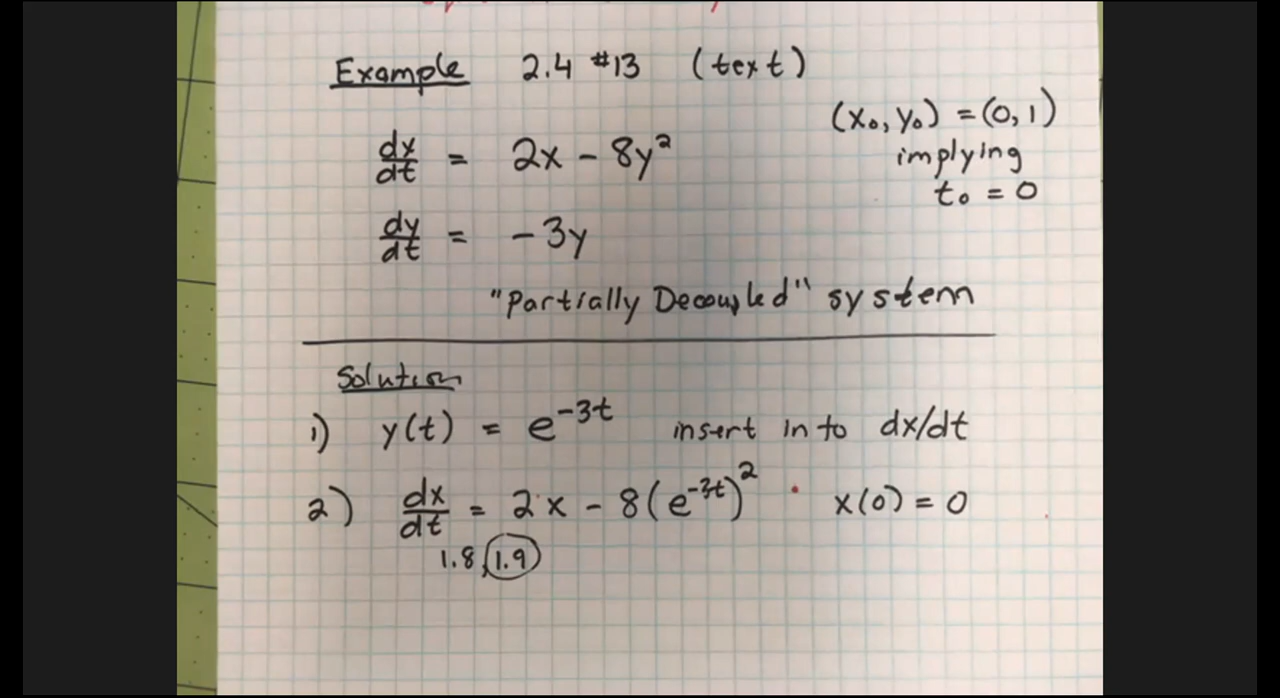 Example 2.4 #13 (text)
(x₀, y₀) = (0, 1)
implying
t₀ = 0
dx/dt = 2x - 8y²
dy/dt = -3y
"Partially Decoupled" system
Solution
1) y(t) = e^{-3t} insert in to dx/dt
2) dx/dt = 2x - 8(e^{-3t})² x(0) = 0
1.8, 1.9